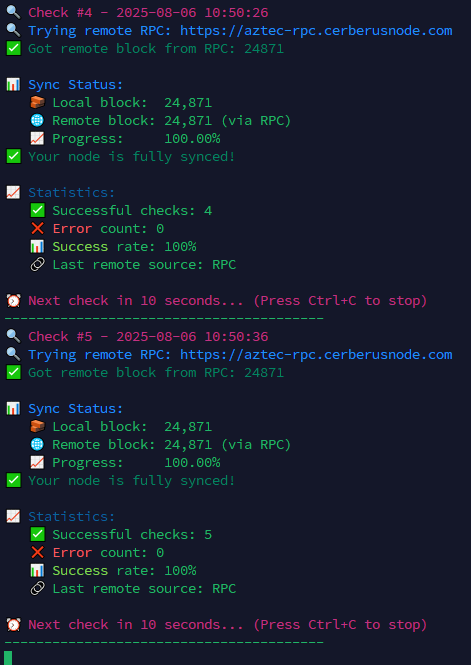 🔍 Check #4 - 2025-08-06 10:50:26
🔍 Trying remote RPC: https://aztec-rpc.cerberusnode.com
✅ Got remote block from RPC: 24871
📊 Sync Status:
🧱 Local block: 24,871
🌐 Remote block: 24,871 (via RPC)
📈 Progress: 100.00%
✅ Your node is fully synced!
📈 Statistics:
✅ Successful checks: 4
❌ Error count: 0
📊 Success rate: 100%
🔗 Last remote source: RPC
⏰ Next check in 10 seconds... (Press Ctrl+C to stop)
----------------------------------------
🔍 Check #5 - 2025-08-06 10:50:36
🔍 Trying remote RPC: https://aztec-rpc.cerberusnode.com
✅ Got remote block from RPC: 24871
📊 Sync Status:
🧱 Local block: 24,871
🌐 Remote block: 24,871 (via RPC)
📈 Progress: 100.00%
✅ Your node is fully synced!
📈 Statistics:
✅ Successful checks: 5
❌ Error count: 0
📊 Success rate: 100%
🔗 Last remote source: RPC
⏰ Next check in 10 seconds... (Press Ctrl+C to stop)
----------------------------------------